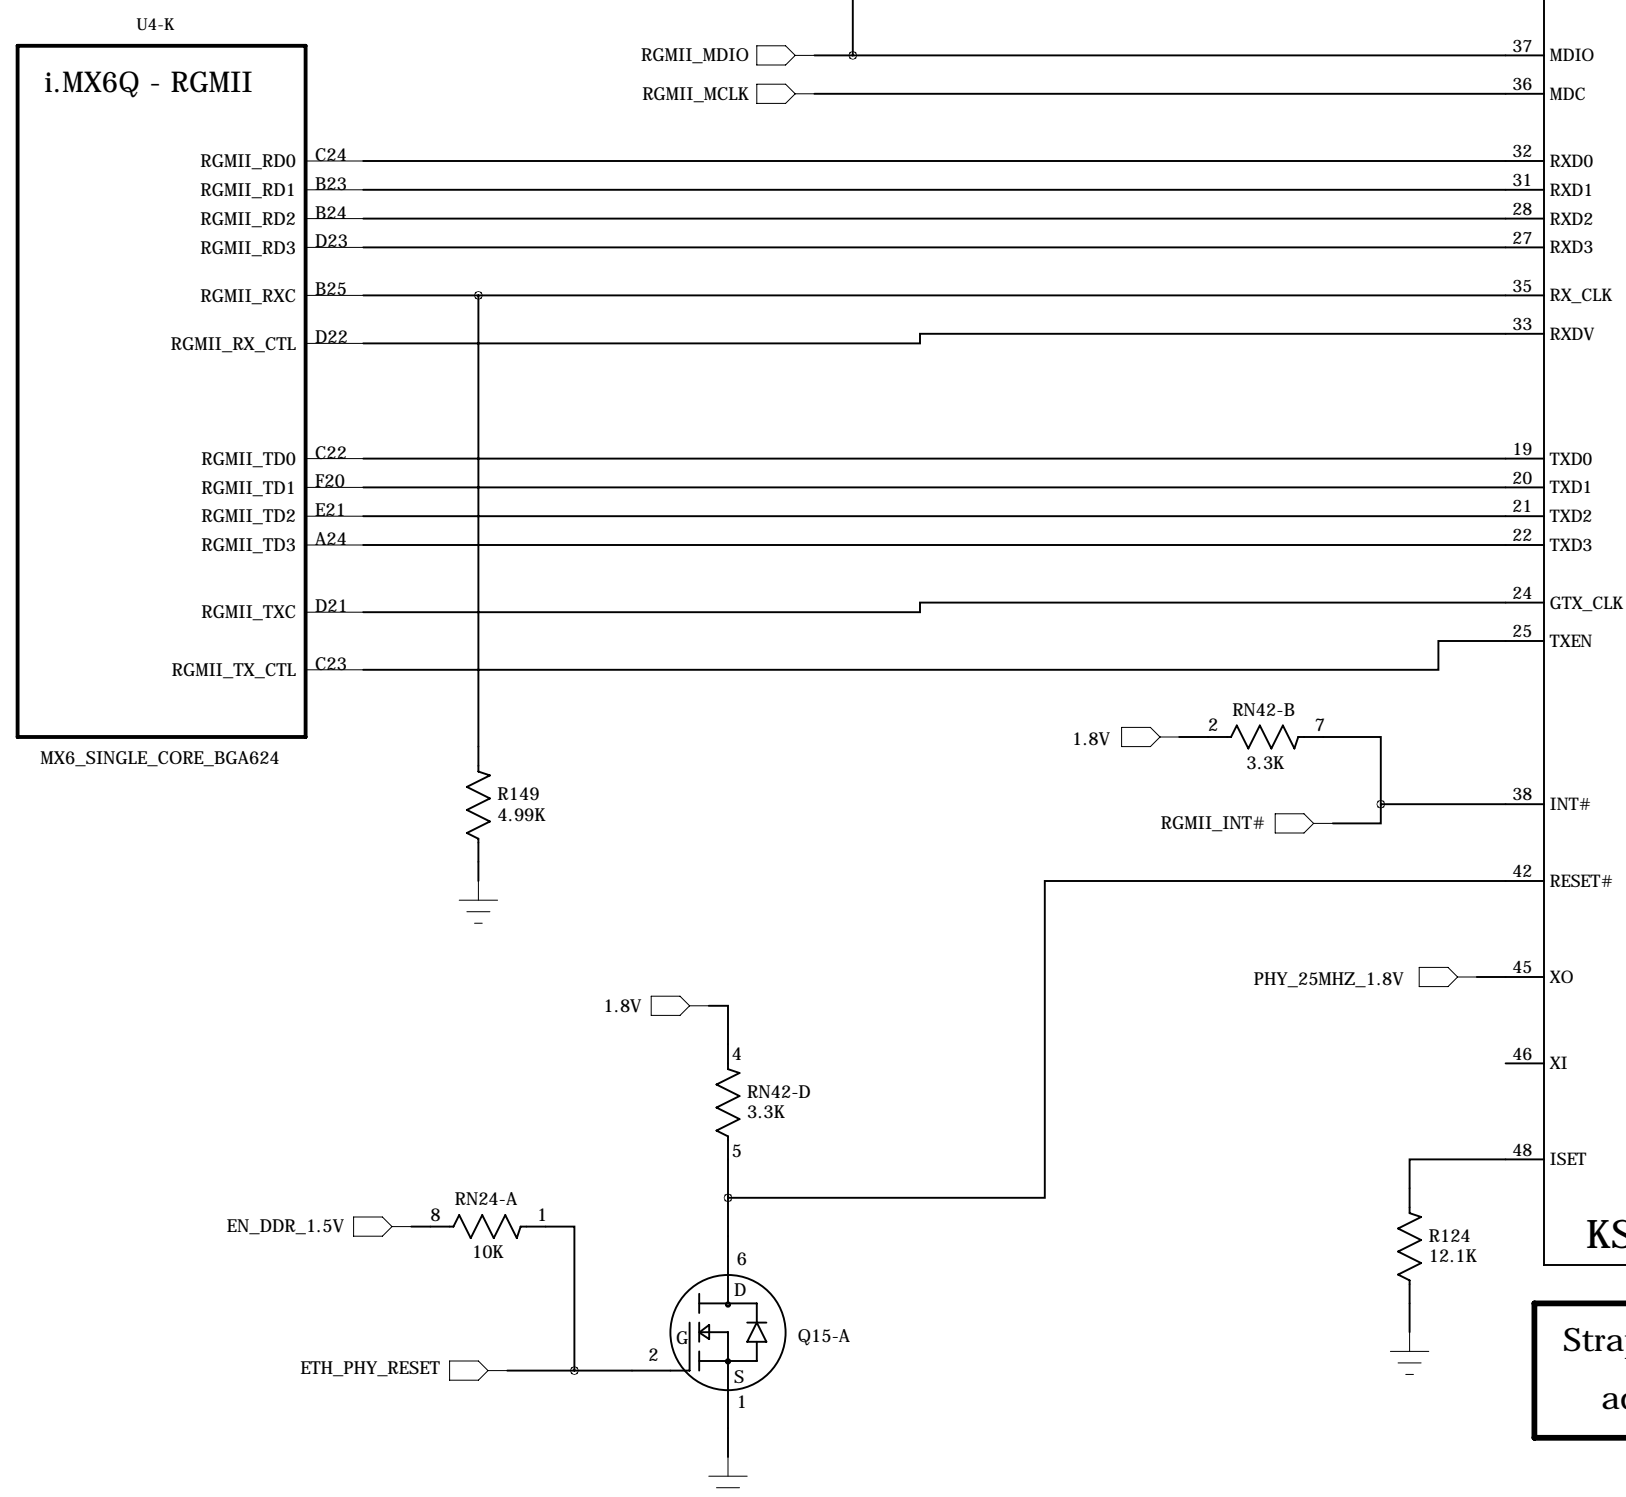 U4-K
i.MX6Q - RGMII
RGMII_RD0 C24
RGMII_RD1 B23
RGMII_RD2 B24
RGMII_RD3 D23
RGMII_RXC B25
RGMII_RX_CTL D22
RGMII_TD0 C22
RGMII_TD1 F20
RGMII_TD2 E21
RGMII_TD3 A24
RGMII_TXC D21
RGMII_TX_CTL C23
MX6_SINGLE_CORE_BGA624
RGMII_MDIO
RGMII_MCLK
37 MDIO
36 MDC
32 RXD0
31 RXD1
28 RXD2
27 RXD3
35 RX_CLK
33 RXDV
19 TXD0
20 TXD1
21 TXD2
22 TXD3
24 GTX_CLK
25 TXEN
RN42-B
1.8V 2 7
3.3K
38 INT#
RGMII_INT#
R149
4.99K
42 RESET#
PHY_25MHZ_1.8V 45 XO
46 XI
48 ISET
R124
12.1K
1.8V
4
RN42-D
3.3K
5
RN24-A
EN_DDR_1.5V 8 1
10K
6
D
G
Q15-A
S
ETH_PHY_RESET 2
1
KS